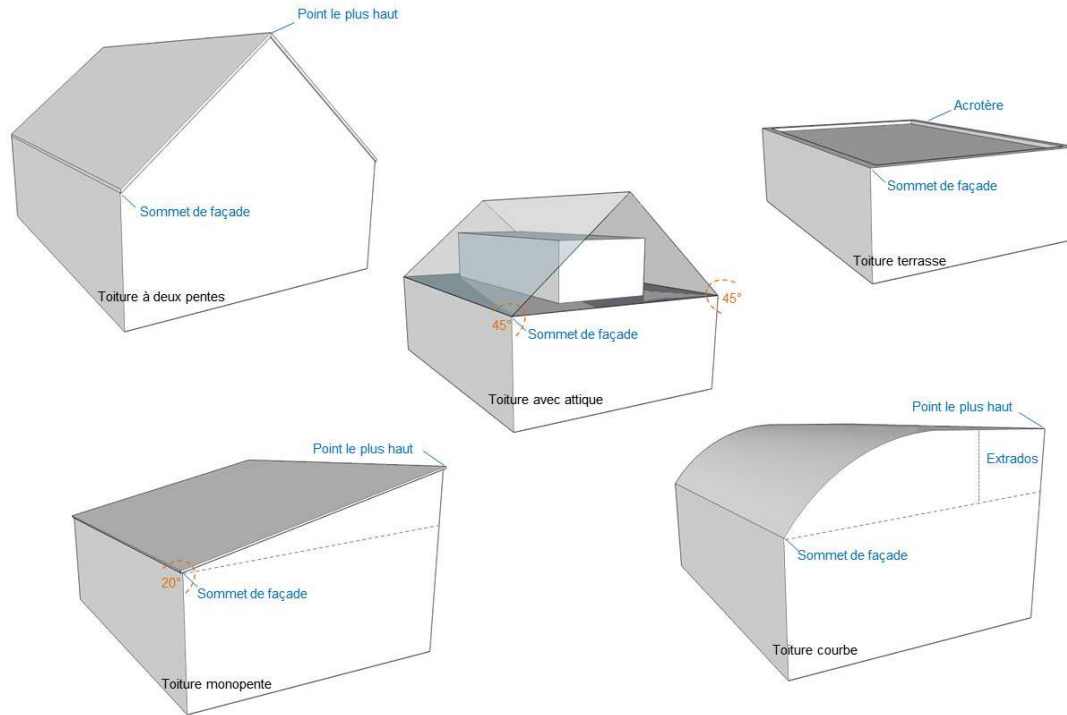 Point le plus haut
Sommet de façade
Toiture à deux pentes
Acrotère
Sommet de façade
Toiture terrasse
45°
45°
Sommet de façade
Toiture avec attique
Point le plus haut
20°
Sommet de façade
Toiture monopente
Point le plus haut
Extrados
Sommet de façade
Toiture courbe